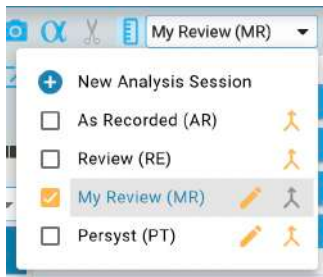 α
My Review (MR)
New Analysis Session
As Recorded (AR)
Review (RE)
My Review (MR)
Persyst (PT)